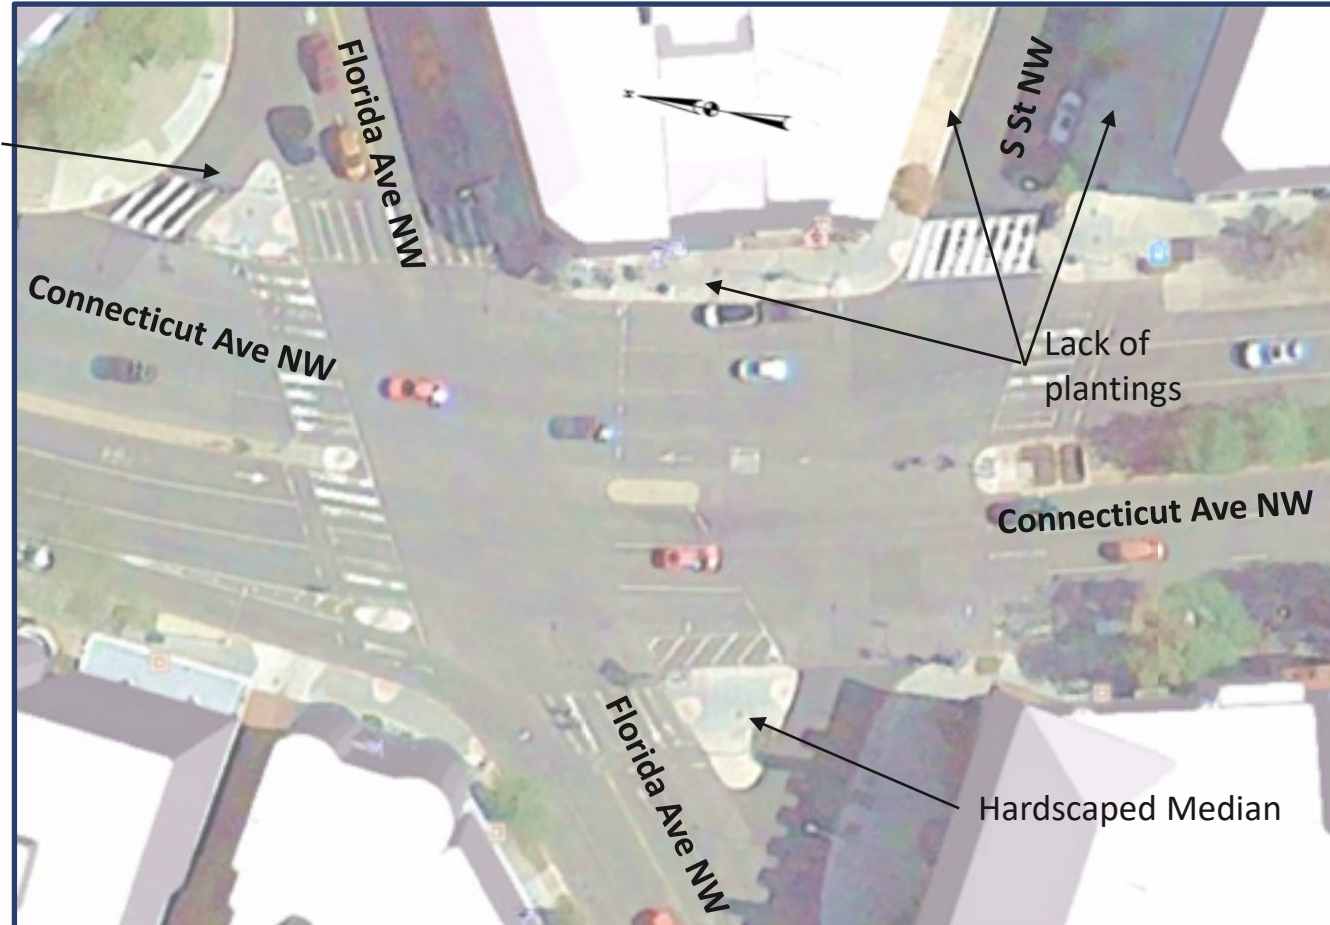 Florida Ave NW
S St NW
N
Connecticut Ave NW
Lack of
plantings
Connecticut Ave NW
Florida Ave NW
Hardscaped Median